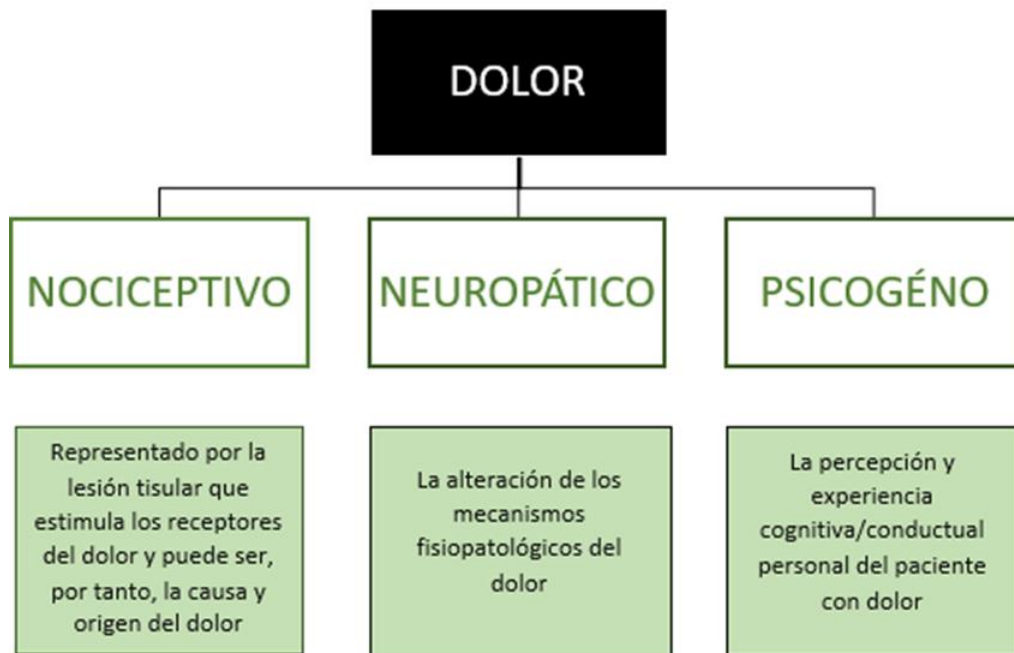 DOLOR
NOCICEPTIVO
NEUROPÁTICO
PSICOGÉNO
Representado por la
lesión tisular que
estimula los receptores
del dolor y puede ser,
por tanto, la causa y
origen del dolor
La alteración de los
mecanismos
fisiopatológicos del
dolor
La percepción y
experiencia
cognitiva/conductual
personal del paciente
con dolor